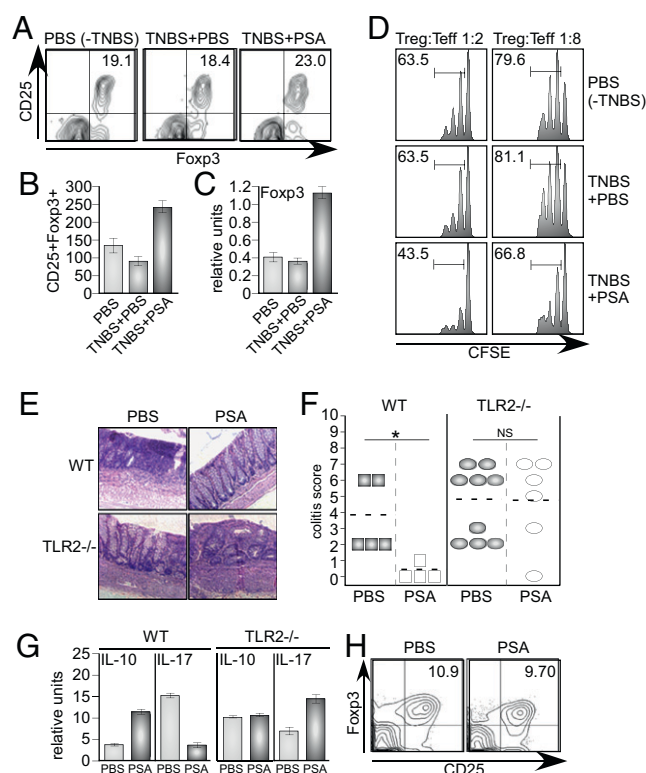 A
PBS (-TNBS) TNBS+PBS TNBS+PSA
19.1 18.4 23.0
CD25
Foxp3
B
300
250
200
150
100
50
0
CD25+Foxp3+
PBS
TNBS+PBS
TNBS+PSA
C
1.2
1.0
0.8
0.6
0.4
0.2
0
relative units
Foxp3
PBS
TNBS+PBS
TNBS+PSA
D
Treg:Teff 1:2 Treg:Teff 1:8
63.5 79.6
PBS
(-TNBS)
63.5 81.1
TNBS
+PBS
43.5 66.8
TNBS
+PSA
CFSE
E
PBS PSA
WT
TLR2-/-
F
WT TLR2-/-
10
9
8
7
6
5
4
3
2
1
0
colitis score
* NS
PBS PSA PBS PSA
G
WT TLR2-/-
IL-10 IL-17 IL-10 IL-17
25
20
15
10
5
0
relative units
PBS PSA PBS PSA PBS PSA PBS PSA
H
PBS PSA
10.9 9.70
Foxp3
CD25